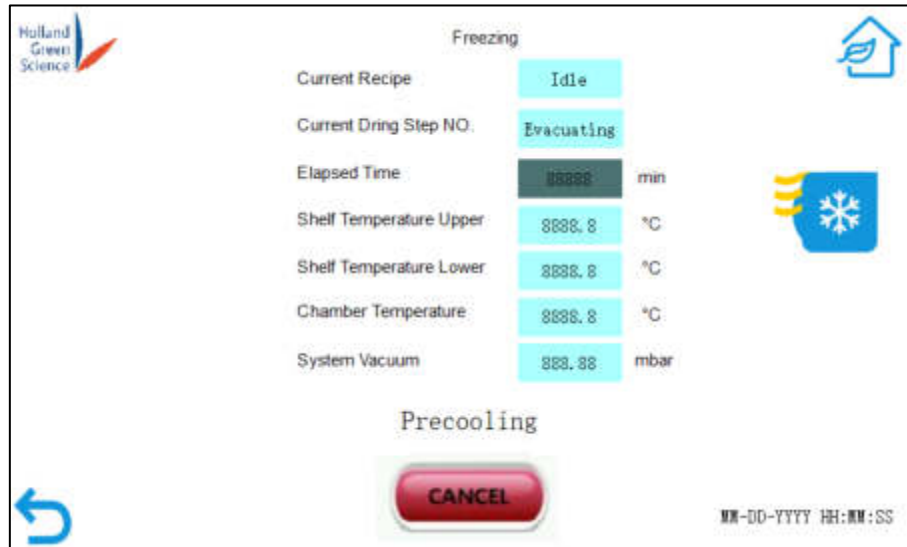 Holland
Green
Science
Freezing
Current Recipe Idle
Current Dring Step NO. Evacuating
Elapsed Time 88888 min
Shelf Temperature Upper 8888.8 °C
Shelf Temperature Lower 8888.8 °C
Chamber Temperature 8888.8 °C
System Vacuum 888.88 mbar
Precooling
CANCEL
MM-DD-YYYY HH:MM:SS